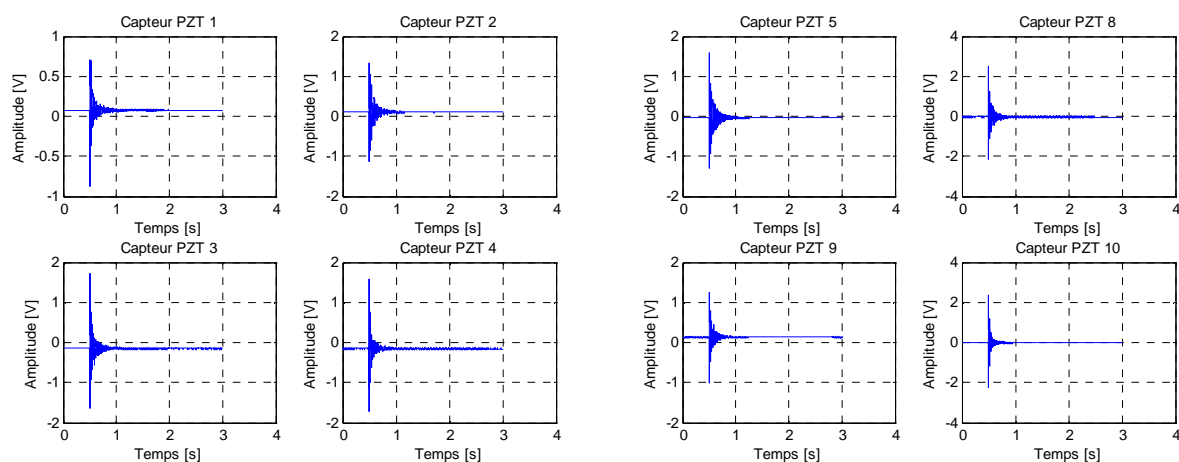 Capteur PZT 1
Amplitude [V]
1
0.5
0
-0.5
-1
0 1 2 3 4
Temps [s]
Capteur PZT 2
Amplitude [V]
2
1
0
-1
-2
0 1 2 3 4
Temps [s]
Capteur PZT 5
Amplitude [V]
2
1
0
-1
-2
0 1 2 3 4
Temps [s]
Capteur PZT 8
Amplitude [V]
4
2
0
-2
-4
0 1 2 3 4
Temps [s]
Capteur PZT 3
Amplitude [V]
2
1
0
-1
-2
0 1 2 3 4
Temps [s]
Capteur PZT 4
Amplitude [V]
2
1
0
-1
-2
0 1 2 3 4
Temps [s]
Capteur PZT 9
Amplitude [V]
2
1
0
-1
-2
0 1 2 3 4
Temps [s]
Capteur PZT 10
Amplitude [V]
4
2
0
-2
-4
0 1 2 3 4
Temps [s]